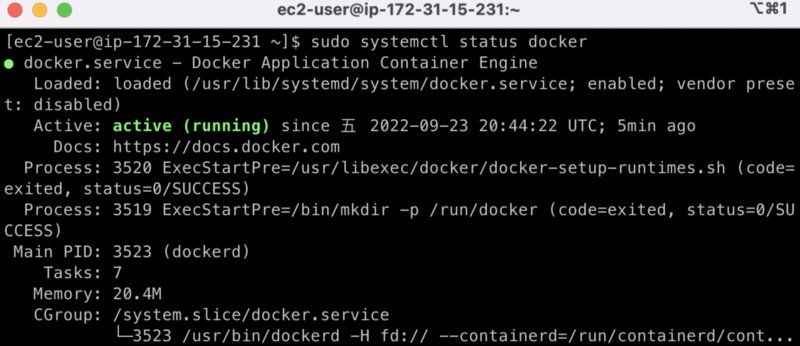 ec2-user@ip-172-31-15-231:~
⌥⌘1
[ec2-user@ip-172-31-15-231 ~]$ sudo systemctl status docker
● docker.service - Docker Application Container Engine
Loaded: loaded (/usr/lib/systemd/system/docker.service; enabled; vendor prese
t: disabled)
Active: active (running) since 五 2022-09-23 20:44:22 UTC; 5min ago
Docs: https://docs.docker.com
Process: 3520 ExecStartPre=/usr/libexec/docker/docker-setup-runtimes.sh (code=
exited, status=0/SUCCESS)
Process: 3519 ExecStartPre=/bin/mkdir -p /run/docker (code=exited, status=0/SU
CCESS)
Main PID: 3523 (dockerd)
Tasks: 7
Memory: 20.4M
CGroup: /system.slice/docker.service
└─3523 /usr/bin/dockerd -H fd:// --containerd=/run/containerd/cont...